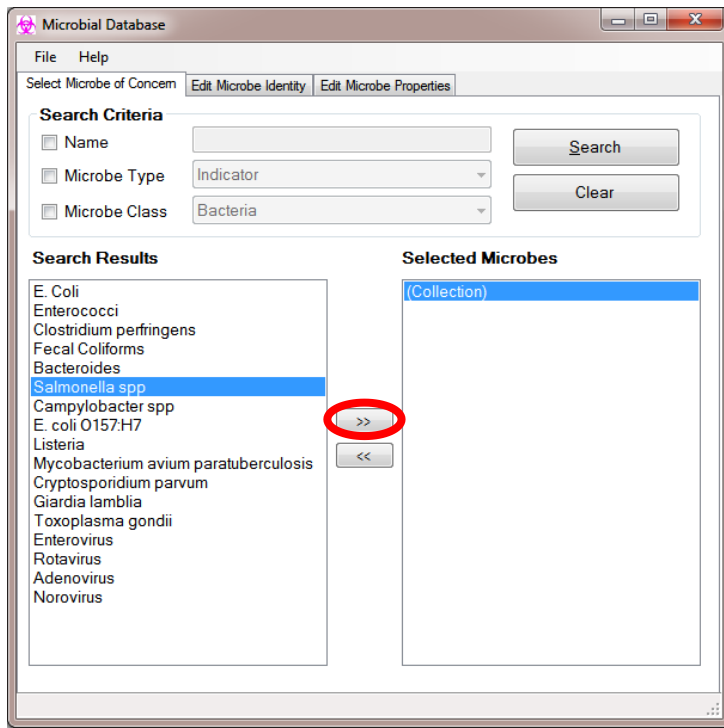 Microbial Database
File Help
Select Microbe of Concern Edit Microbe Identity Edit Microbe Properties
Search Criteria
Name
Search
Microbe Type Indicator
Clear
Microbe Class Bacteria
Search Results Selected Microbes
E. Coli (Collection)
Enterococci
Clostridium perfringens
Fecal Coliforms
Bacteroides
Salmonella spp
Campylobacter spp
E. coli O157:H7
>>
Listeria
Mycobacterium avium paratuberculosis
<<
Cryptosporidium parvum
Giardia lamblia
Toxoplasma gondii
Enterovirus
Rotavirus
Adenovirus
Norovirus